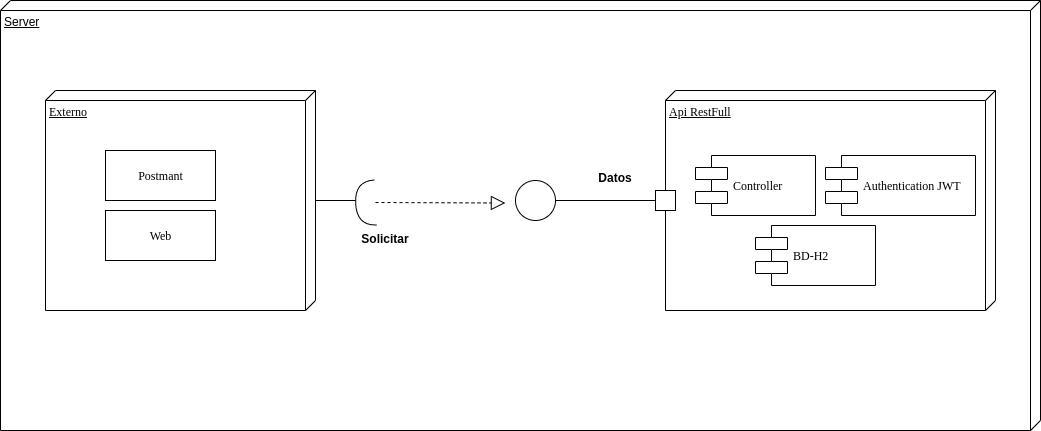 Server
Externo
Postmant
Web
Solicitar
Datos
Api RestFull
Controller
Authentication JWT
BD-H2